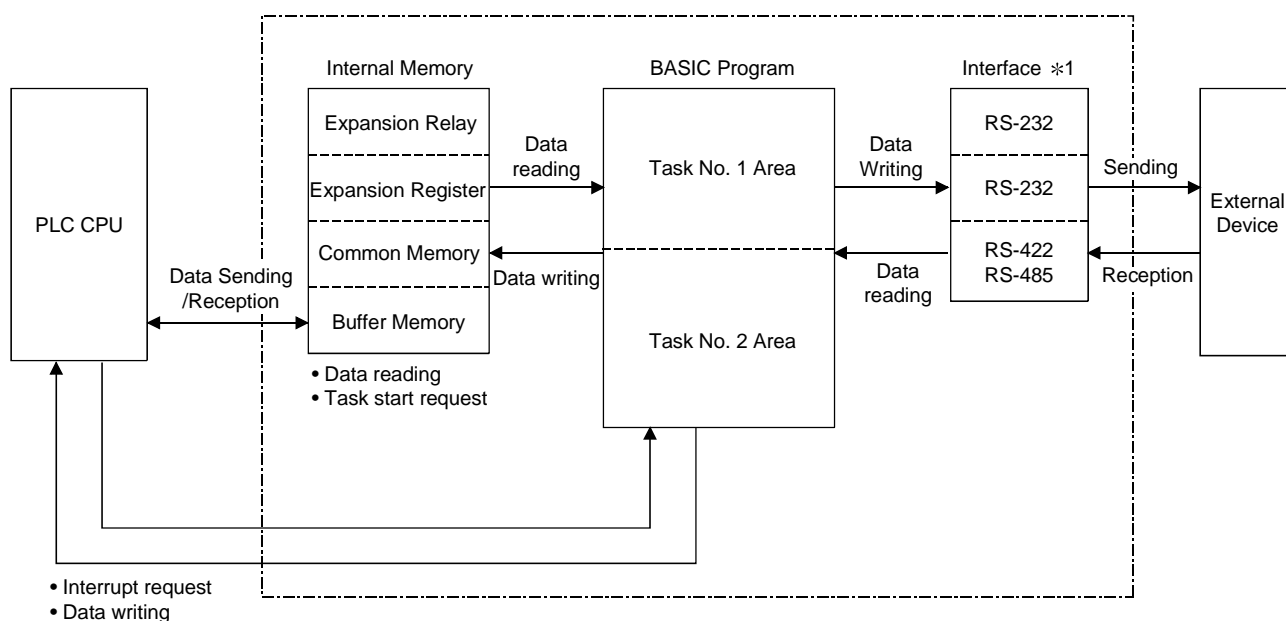 Internal Memory
BASIC Program
Interface *1
PLC CPU
Expansion Relay
Expansion Register
Common Memory
Buffer Memory
Data
reading
Data writing
Task No. 1 Area
Task No. 2 Area
Data
Writing
Data
reading
RS-232
RS-232
RS-422
RS-485
Sending
Reception
External
Device
Data Sending
/Reception
• Data reading
• Task start request
• Interrupt request
• Data writing